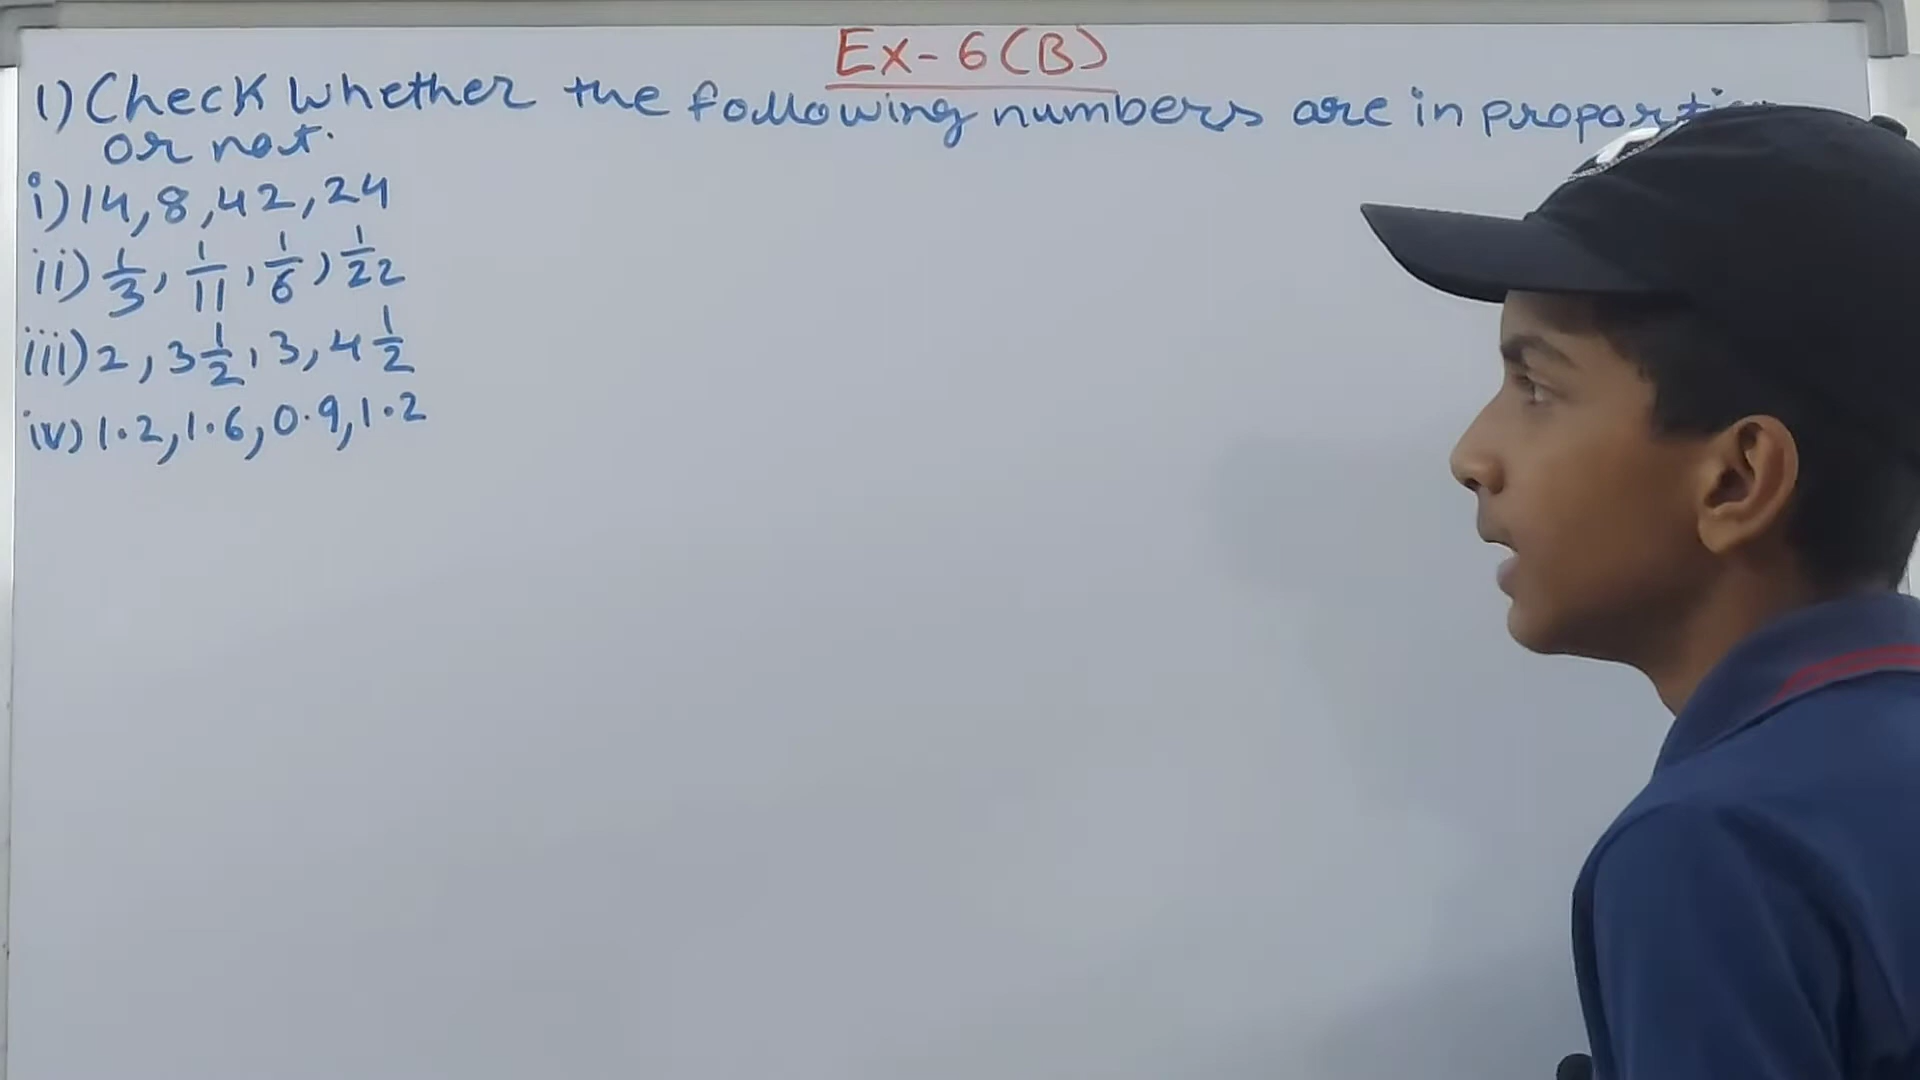 Ex- 6(B)
1) Check whether the following numbers are in
or not.
i) 14, 8, 42, 24
ii) 1/3, 1/11, 1/6, 1/22
iii) 2, 3 1/2, 3, 4 1/2
iv) 1.2, 1.6, 0.9, 1.2